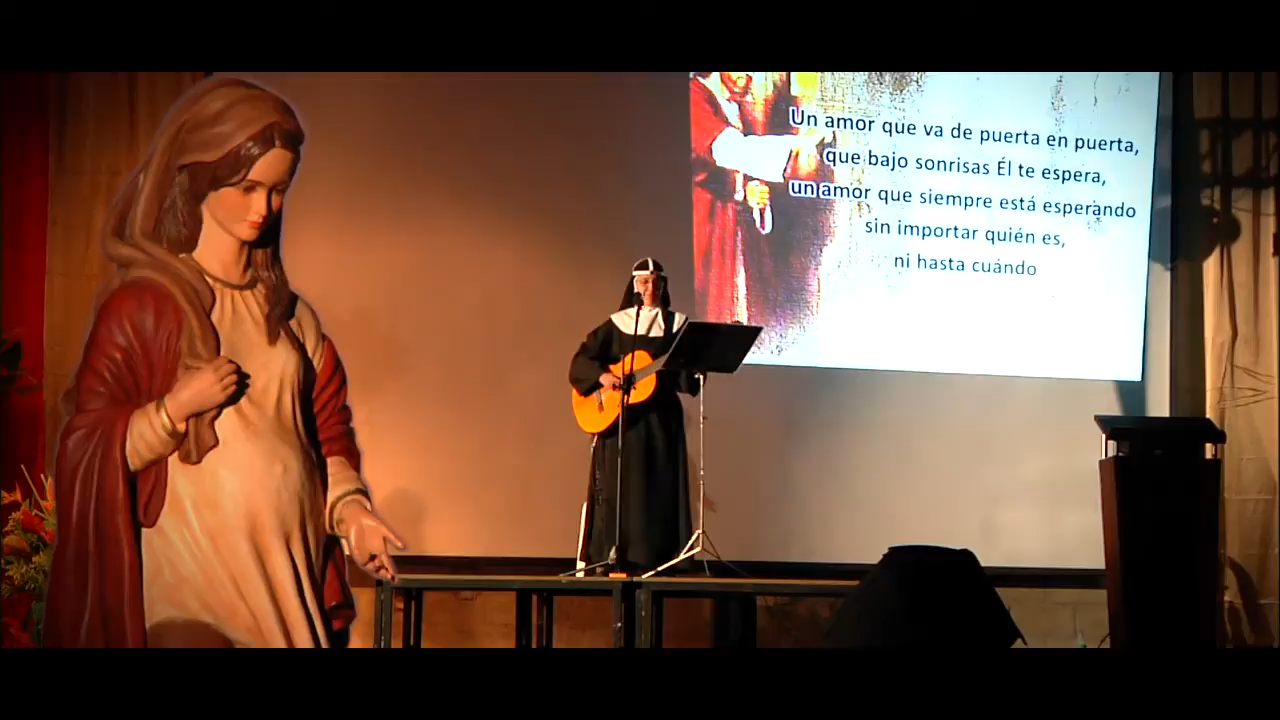 Un amor que va de puerta en puerta,
que bajo sonrisas Él te espera,
un amor que siempre está esperando
sin importar quién es,
ni hasta cuándo